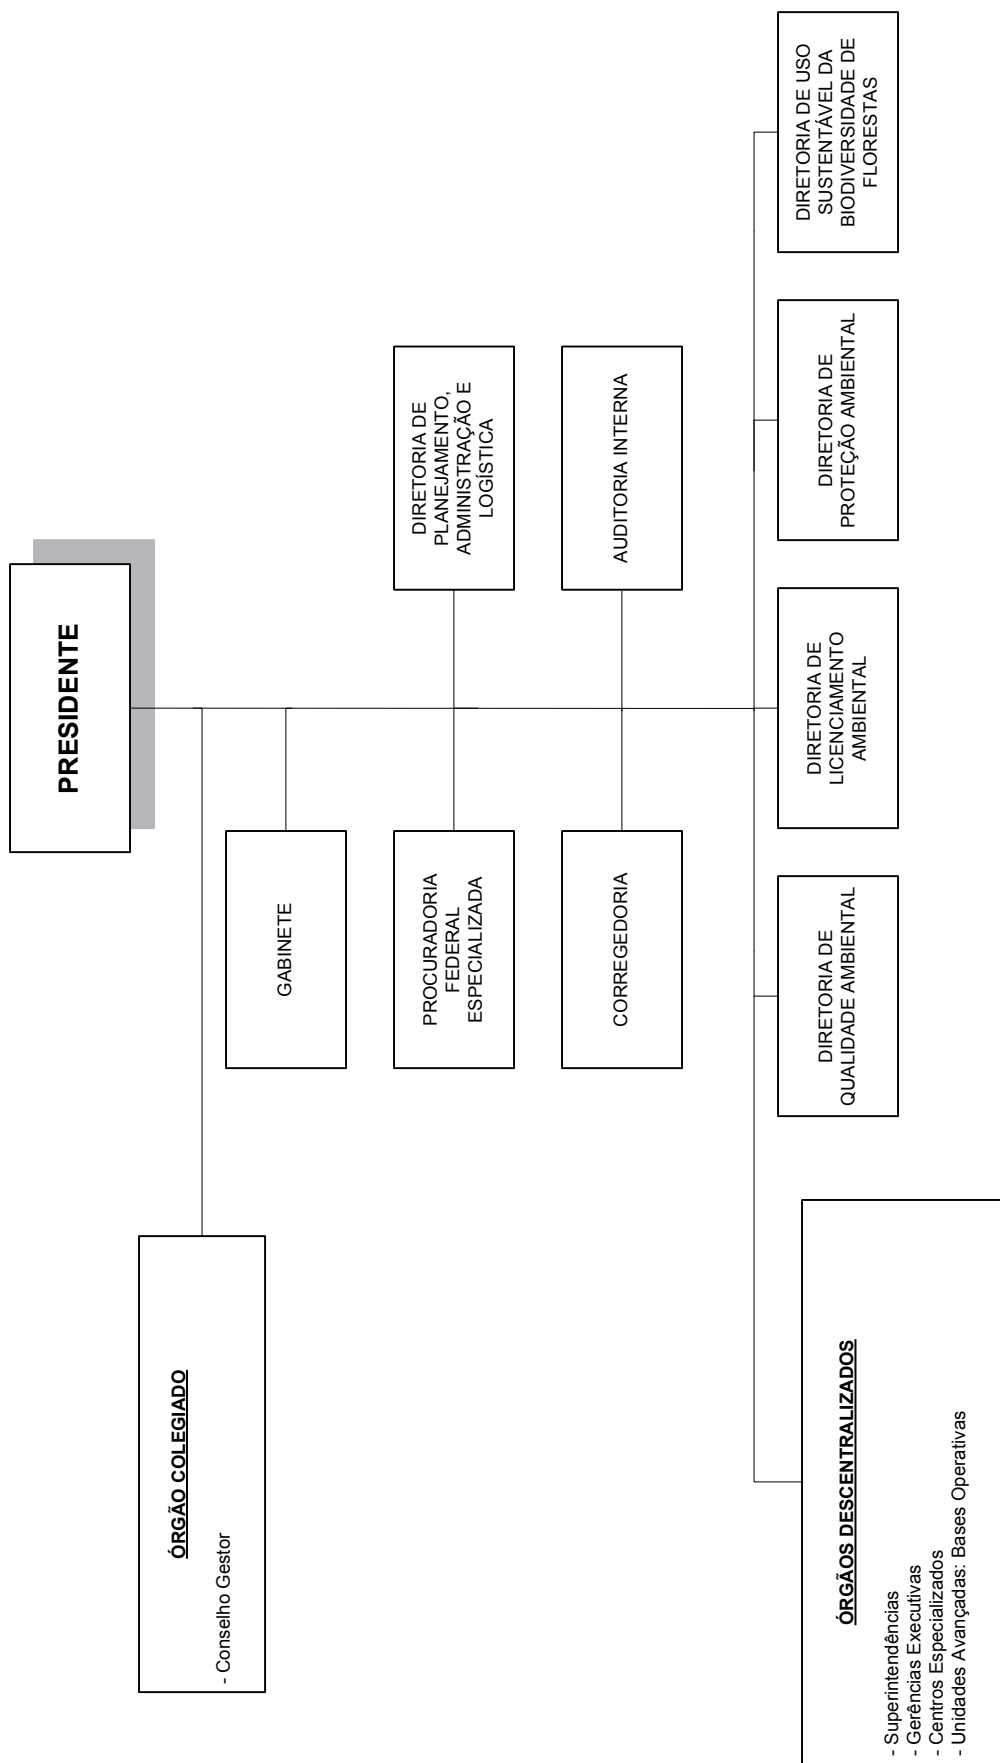 PRESIDENTE
ÓRGÃO COLEGIADO
- Conselho Gestor
GABINETE
PROCURADORIA
FEDERAL
ESPECIALIZADA
DIRETORIA DE
PLANEJAMENTO,
ADMINISTRAÇÃO E
LOGÍSTICA
CORREGEDORIA
AUDITORIA INTERNA
ÓRGÃOS DESCENTRALIZADOS
- Superintendências
- Gerências Executivas
- Centros Especializados
- Unidades Avançadas: Bases Operativas
DIRETORIA DE
QUALIDADE AMBIENTAL
DIRETORIA DE
LICENCIAMENTO
AMBIENTAL
DIRETORIA DE
PROTEÇÃO AMBIENTAL
DIRETORIA DE USO
SUSTENTÁVEL DA
BIODIVERSIDADE DE
FLORESTAS